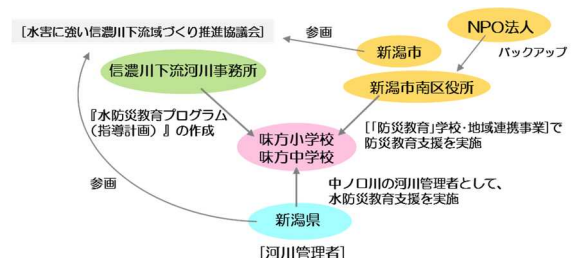 ［水害に強い信濃川下流域づくり推進協議会］
参画
新潟市
NPO法人
バックアップ
信濃川下流河川事務所
新潟市南区役所
『水防災教育プログラム
（指導計画）』の作成
味方小学校
味方中学校
［「防災教育」学校・地域連携事業］で
防災教育支援を実施
参画
中ノ口川の河川管理者として、
水防災教育支援を実施
新潟県
［河川管理者］